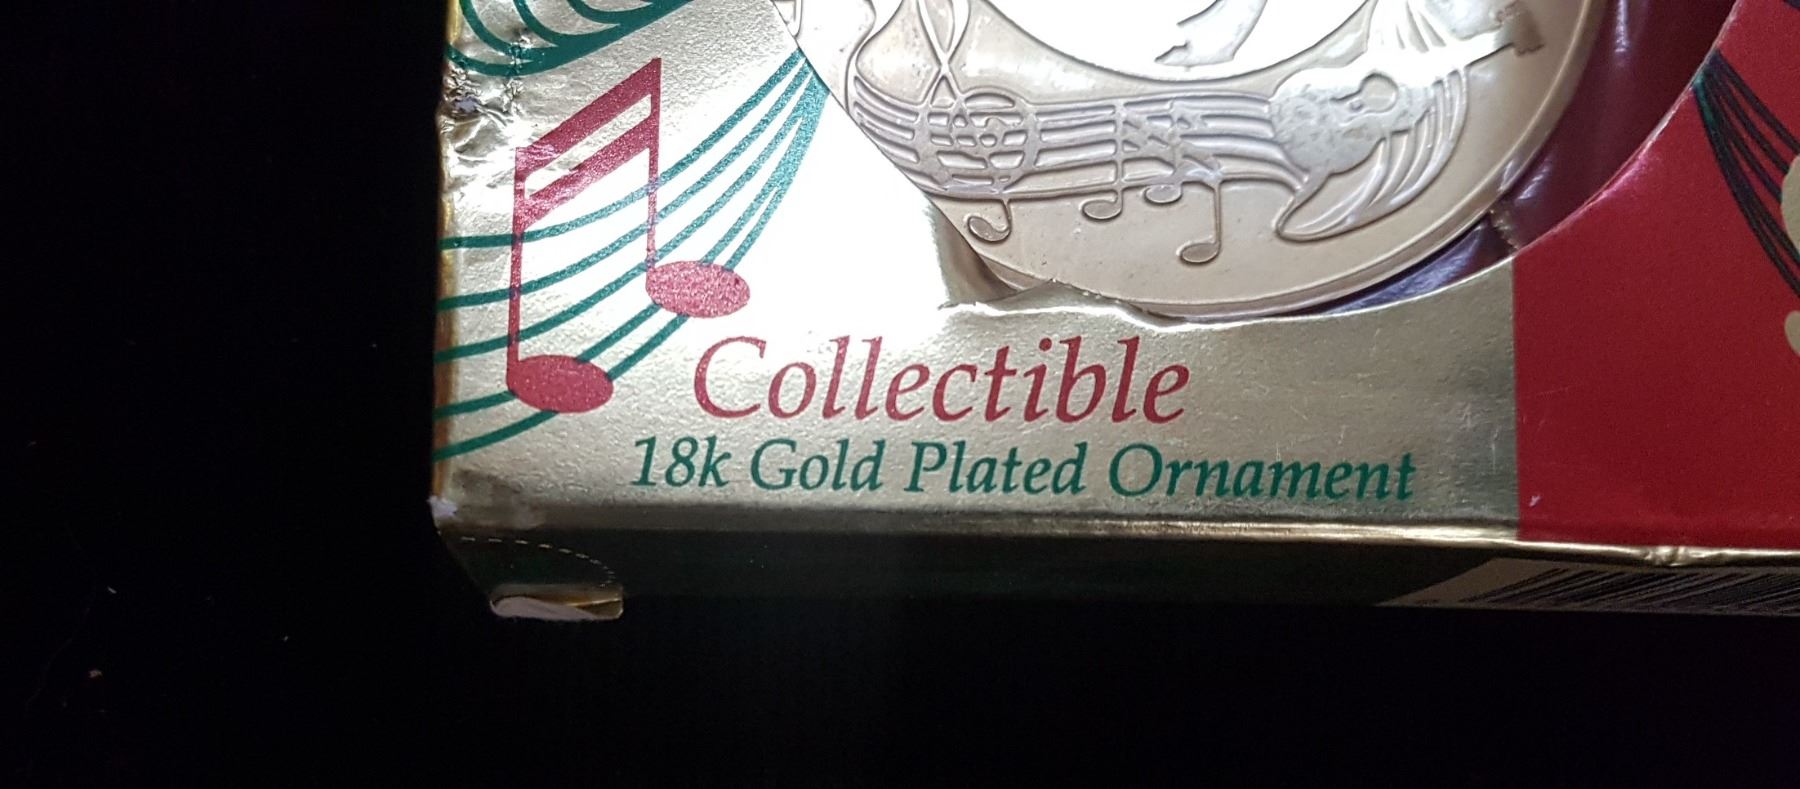 Collectible
18k Gold Plated Ornament